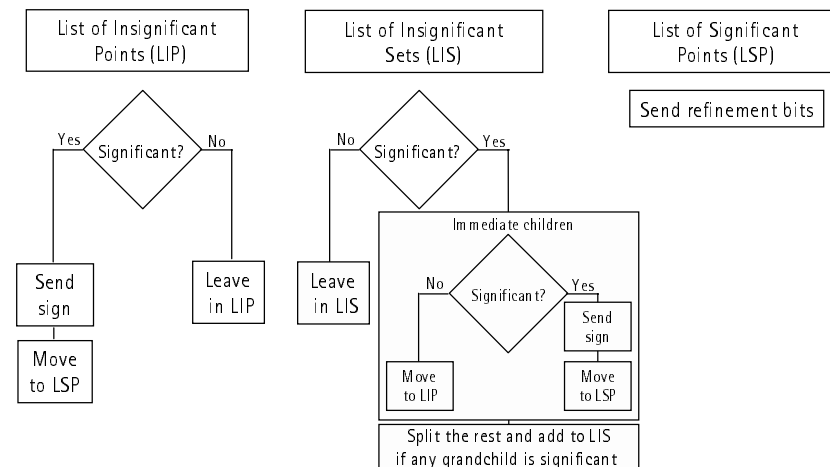 List of Insignificant
Points (LIP)
Yes
Significant?
No
Send
sign
Move
to LSP
Leave
in LIP
List of Insignificant
Sets (LIS)
No
Significant?
Yes
Leave
in LIS
Immediate children
No
Significant?
Yes
Send
sign
Move
to LIP
Move
to LSP
Split the rest and add to LIS
if any grandchild is significant
List of Significant
Points (LSP)
Send refinement bits